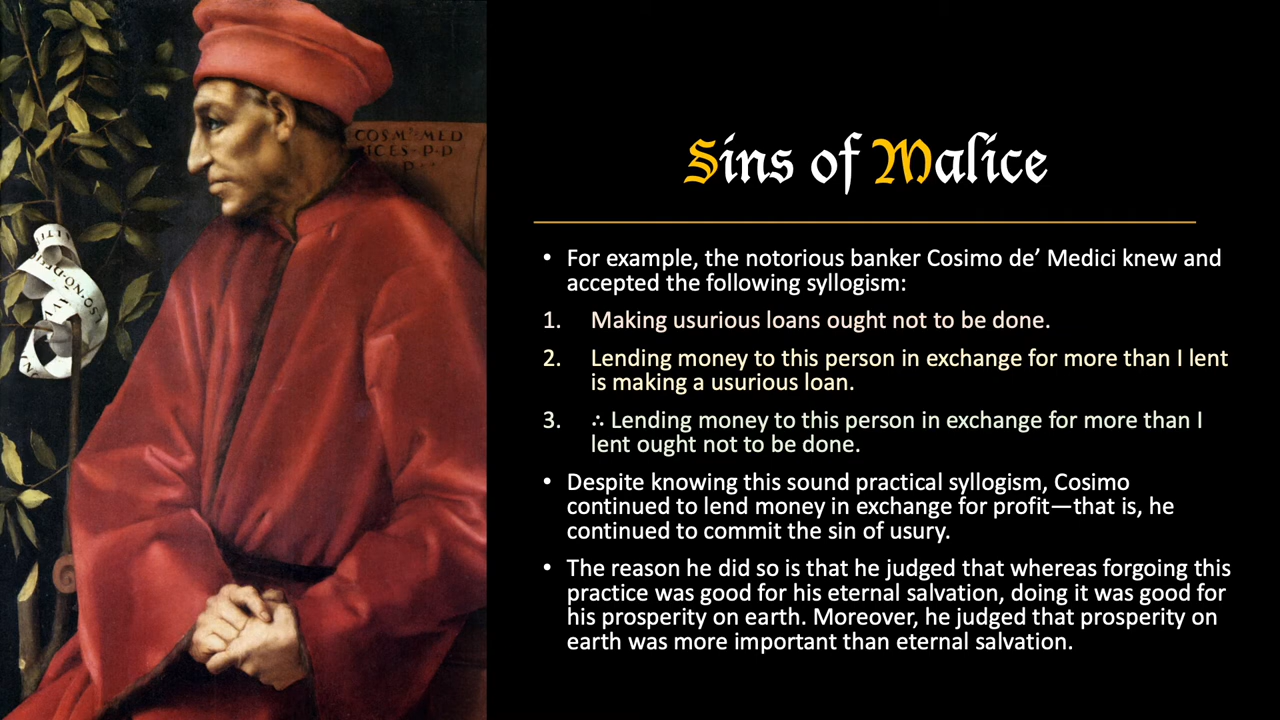 COSM MED
ICES P P
P
Sins of Malice
• For example, the notorious banker Cosimo de’ Medici knew and
accepted the following syllogism:
1. Making usurious loans ought not to be done.
2. Lending money to this person in exchange for more than I lent
is making a usurious loan.
3. ∴ Lending money to this person in exchange for more than I
lent ought not to be done.
• Despite knowing this sound practical syllogism, Cosimo
continued to lend money in exchange for profit—that is, he
continued to commit the sin of usury.
• The reason he did so is that he judged that whereas forgoing this
practice was good for his eternal salvation, doing it was good for
his prosperity on earth. Moreover, he judged that prosperity on
earth was more important than eternal salvation.